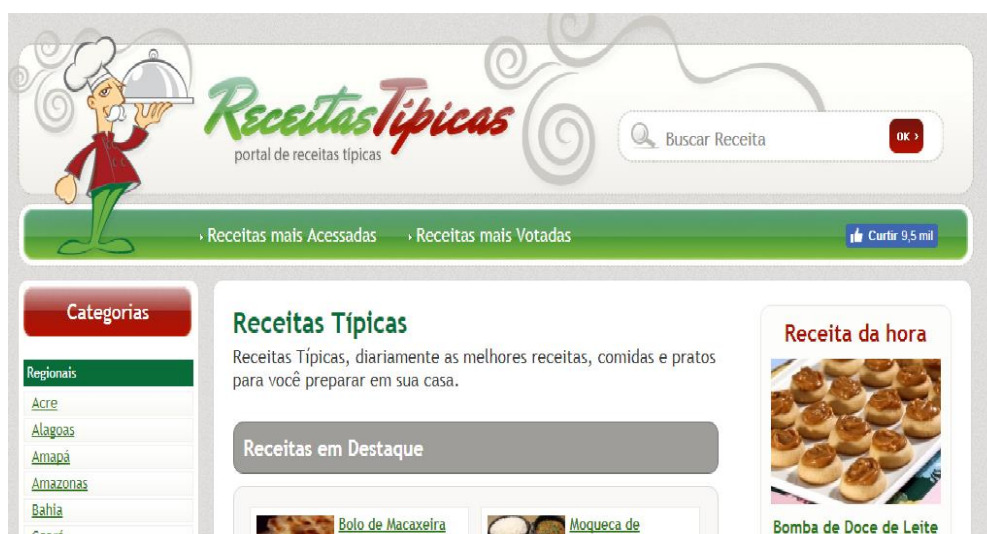 ReceitasTípicas
portal de receitas típicas
Buscar Receita
OK ›
› Receitas mais Acessadas
› Receitas mais Votadas
Curtir 9,5 mil
Categorias
Regionais
Acre
Alagoas
Amapá
Amazonas
Bahia
Receitas Típicas
Receitas Típicas, diariamente as melhores receitas, comidas e pratos
para você preparar em sua casa.
Receitas em Destaque
Bolo de Macaxeira
Moqueca de
Receita da hora
Bomba de Doce de Leite